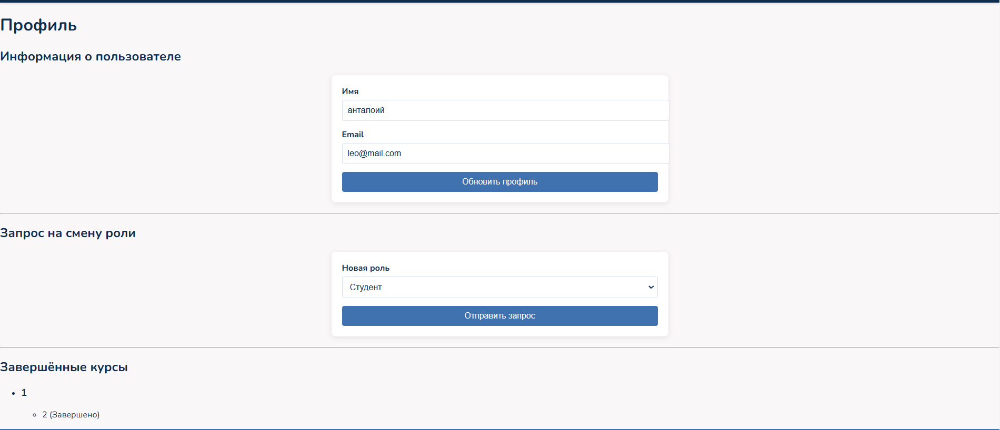 Профиль
Информация о пользователе
Имя
анталоий
Email
leo@mail.com
Обновить профиль
Запрос на смену роли
Новая роль
Студент
Отправить запрос
Завершённые курсы
1
2 (Завершено)